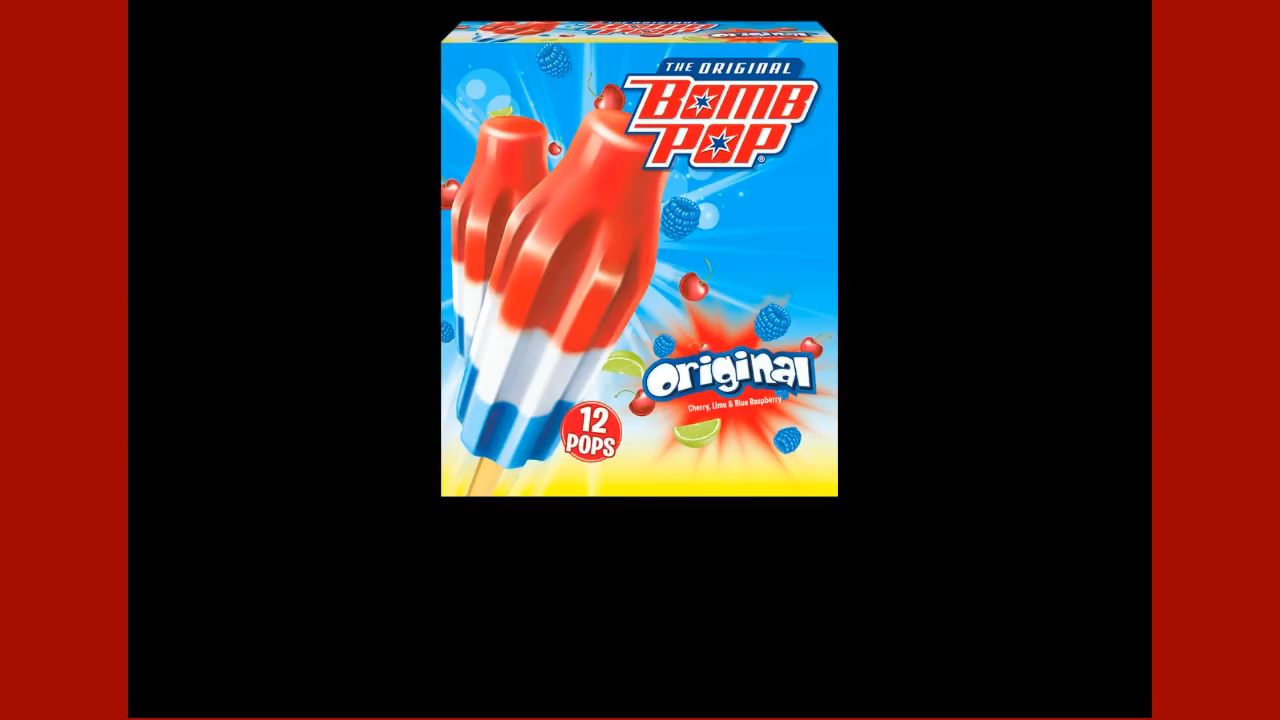 THE ORIGINAL
BOMB
POP®
Original
Cherry, Lime & Blue Raspberry
12
POPS